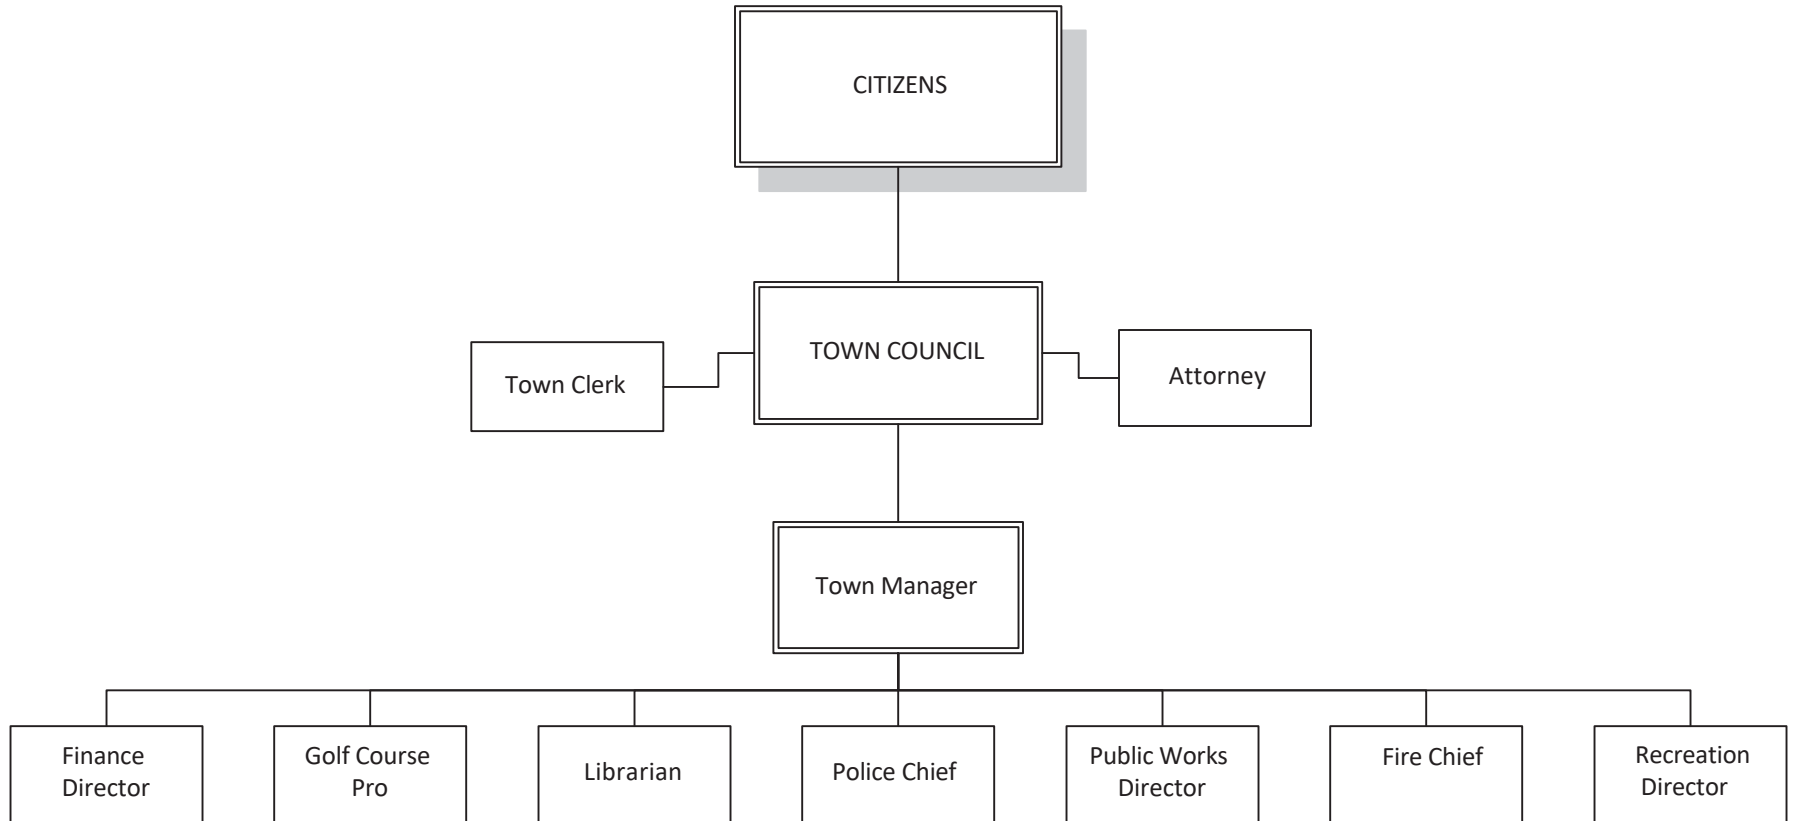 CITIZENS
TOWN COUNCIL
Town Clerk
Attorney
Town Manager
Finance
Director
Golf Course
Pro
Librarian
Police Chief
Public Works
Director
Fire Chief
Recreation
Director